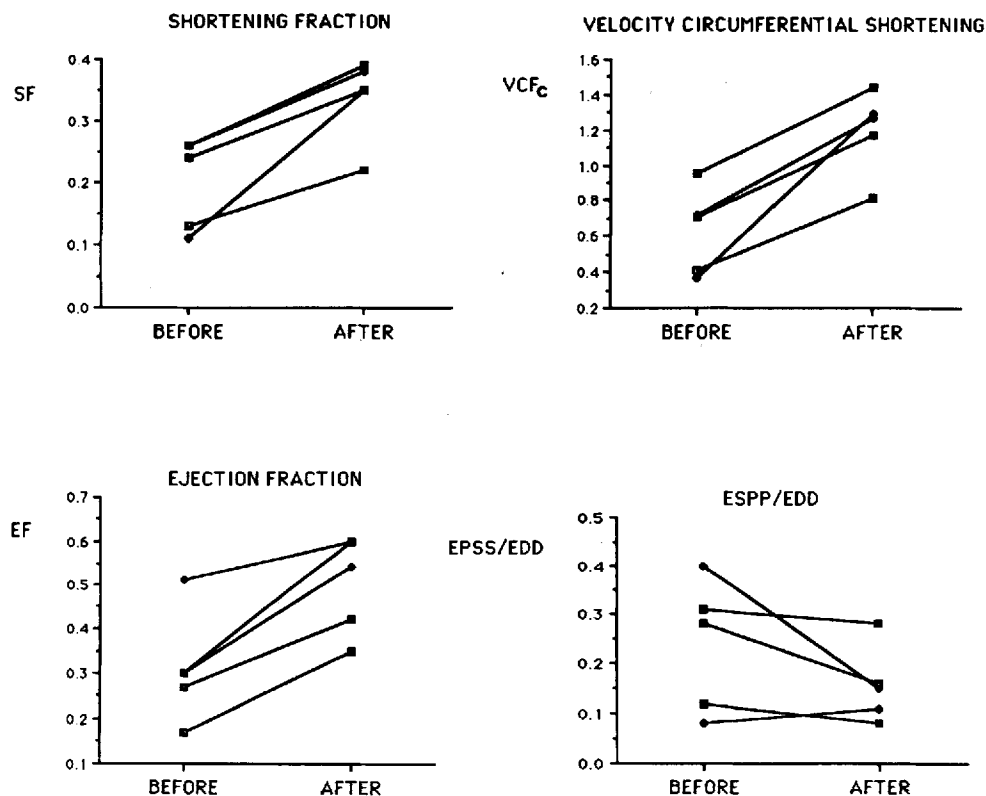 SHORTENING FRACTION
SF
0.4
0.3
0.2
0.1
0.0
BEFORE AFTER
VELOCITY CIRCUMFERENTIAL SHORTENING
VCFC
1.6
1.4
1.2
1.0
0.8
0.6
0.4
0.2
BEFORE AFTER
EJECTION FRACTION
EF
0.7
0.6
0.5
0.4
0.3
0.2
0.1
BEFORE AFTER
ESPP/EDD
EPSS/EDD
0.5
0.4
0.3
0.2
0.1
0.0
BEFORE AFTER